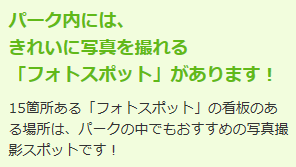 パーク内には、
きれいに写真を撮れる
「フォトスポット」があります！
15箇所ある「フォトスポット」の看板のあ
る場所は、パークの中でもおすすめの写真撮
影スポットです！